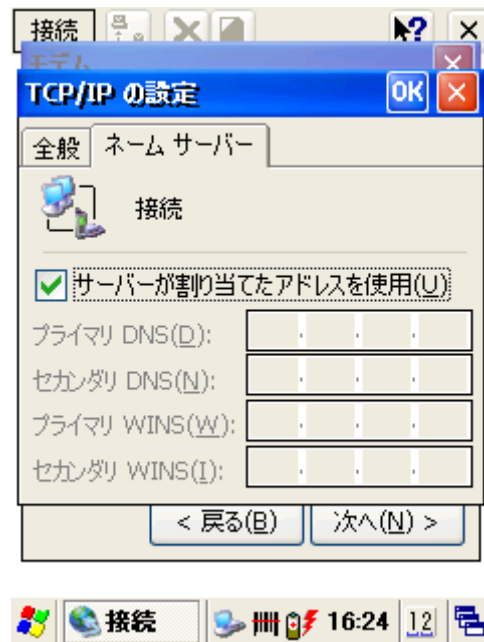 接続
モデム
TCP/IP の設定 OK
全般 ネーム サーバー
接続
サーバーが割り当てたアドレスを使用(U)
プライマリ DNS(D):
セカンダリ DNS(N):
プライマリ WINS(W):
セカンダリ WINS(I):
< 戻る(B) 次へ(N) >
接続 16:24 12